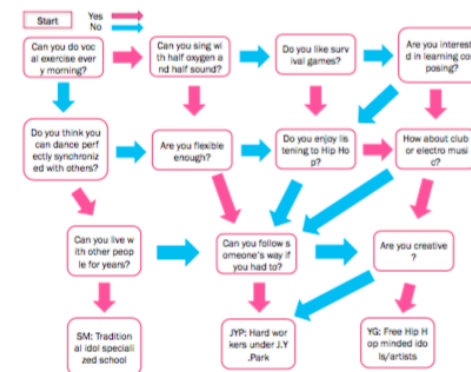 Start
Yes
No
Can you do voc
al exercise ever
y morning?
Can you sing wi
th half oxygen a
nd half sound?
Do you like surv
ival games?
Are you interest
d in learning co
posing?
Do you think you
can dance perf
ectly synchroniz
ed with others?
Are you flexible
enough?
Do you enjoy lis
tening to Hip Ho
p?
How about club
or electro musi
c?
Can you live w
ith other peop
le for years?
Can you follow s
omeone's way if
you had to?
Are you creative
?
SM: Tradition
al idol speciali
zed school
JYP: Hard wor
kers under J.Y
.Park
YG: Free Hip H
op minded ido
ls/artists